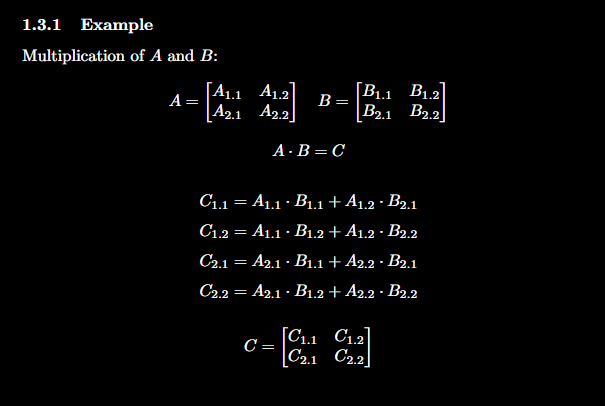 1.3.1 Example
Multiplication of A and B:
A = [A₁.₁ A₁.₂ B = [B₁.₁ B₁.₂
A₂.₁ A₂.₂] B₂.₁ B₂.₂]
A · B = C
C₁.₁ = A₁.₁ · B₁.₁ + A₁.₂ · B₂.₁
C₁.₂ = A₁.₁ · B₁.₂ + A₁.₂ · B₂.₂
C₂.₁ = A₂.₁ · B₁.₁ + A₂.₂ · B₂.₁
C₂.₂ = A₂.₁ · B₁.₂ + A₂.₂ · B₂.₂
C = [C₁.₁ C₁.₂
C₂.₁ C₂.₂]